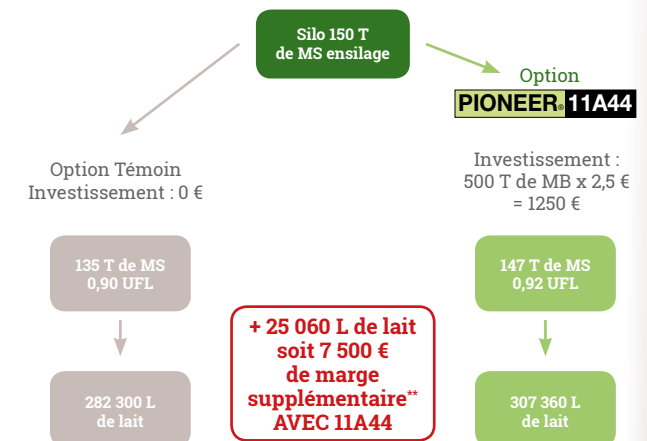 Silo 150 T
de MS ensilage
Option
PIONEER® 11A44
Option Témoin
Investissement : 0 €
Investissement :
500 T de MB x 2,5 €
= 1250 €
135 T de MS
0,90 UFL
147 T de MS
0,92 UFL
+ 25 060 L de lait
soit 7 500 €
de marge
supplémentaire**
AVEC 11A44
282 300 L
de lait
307 360 L
de lait